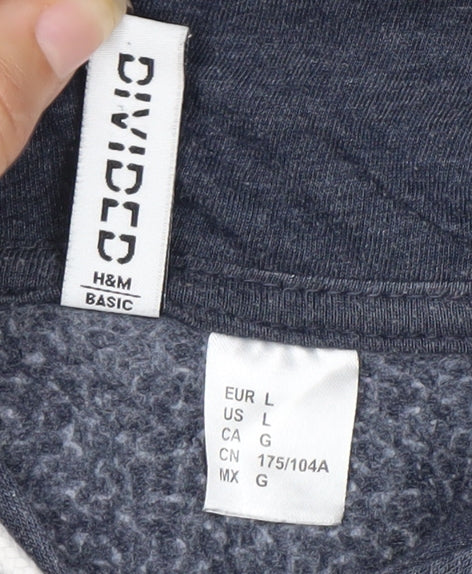 DIVIDED
H&M
BASIC
EUR L
US L
CA G
CN 175/104A
MX G